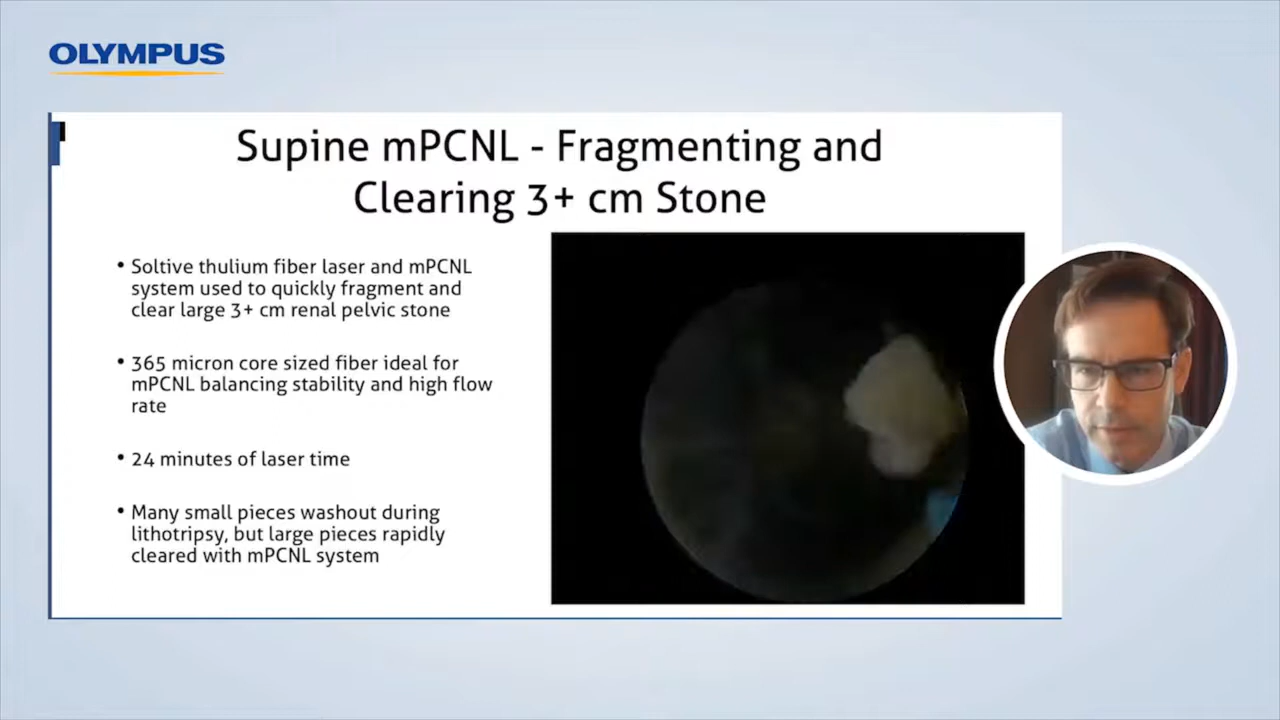 OLYMPUS
Supine mPCNL - Fragmenting and
Clearing 3+ cm Stone
• Soltive thulium fiber laser and mPCNL
system used to quickly fragment and
clear large 3+ cm renal pelvic stone
• 365 micron core sized fiber ideal for
mPCNL balancing stability and high flow
rate
• 24 minutes of laser time
• Many small pieces washout during
lithotripsy, but large pieces rapidly
cleared with mPCNL system